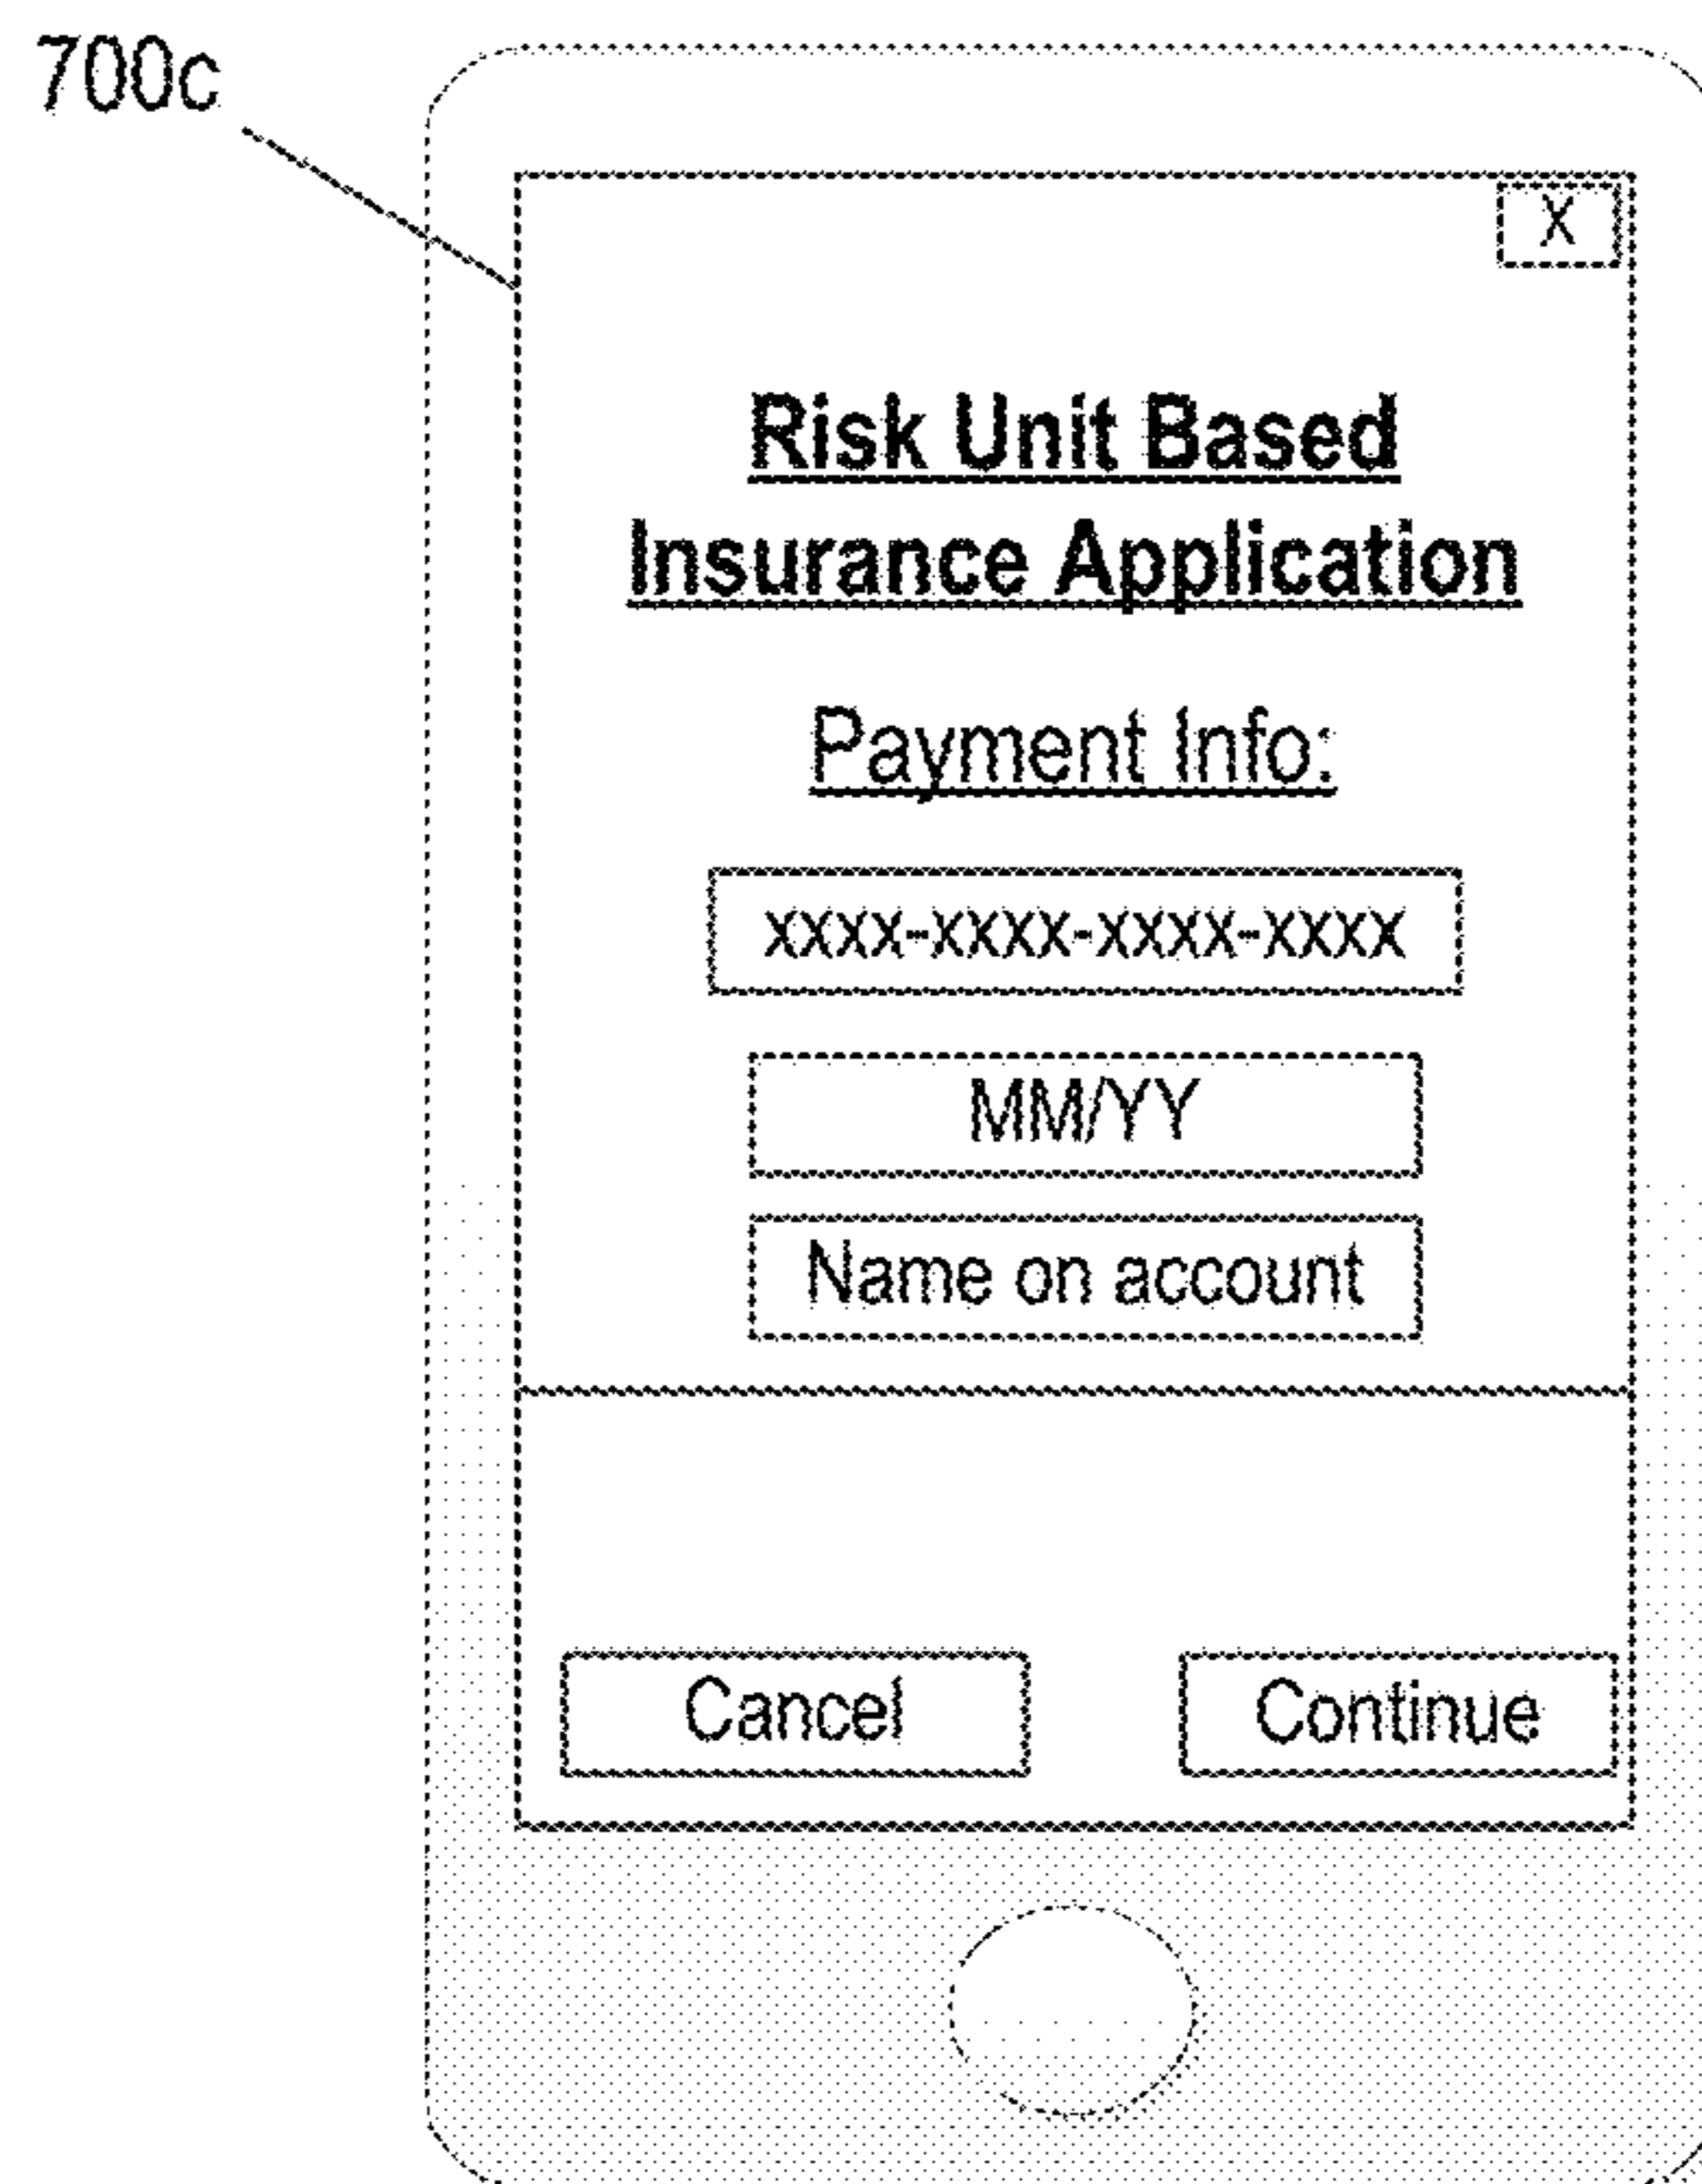 700c
X
Risk Unit Based
Insurance Application
Payment Info:
XXXX-XXXX-XXXX-XXXX
MM/YY
Name on account
Cancel
Continue